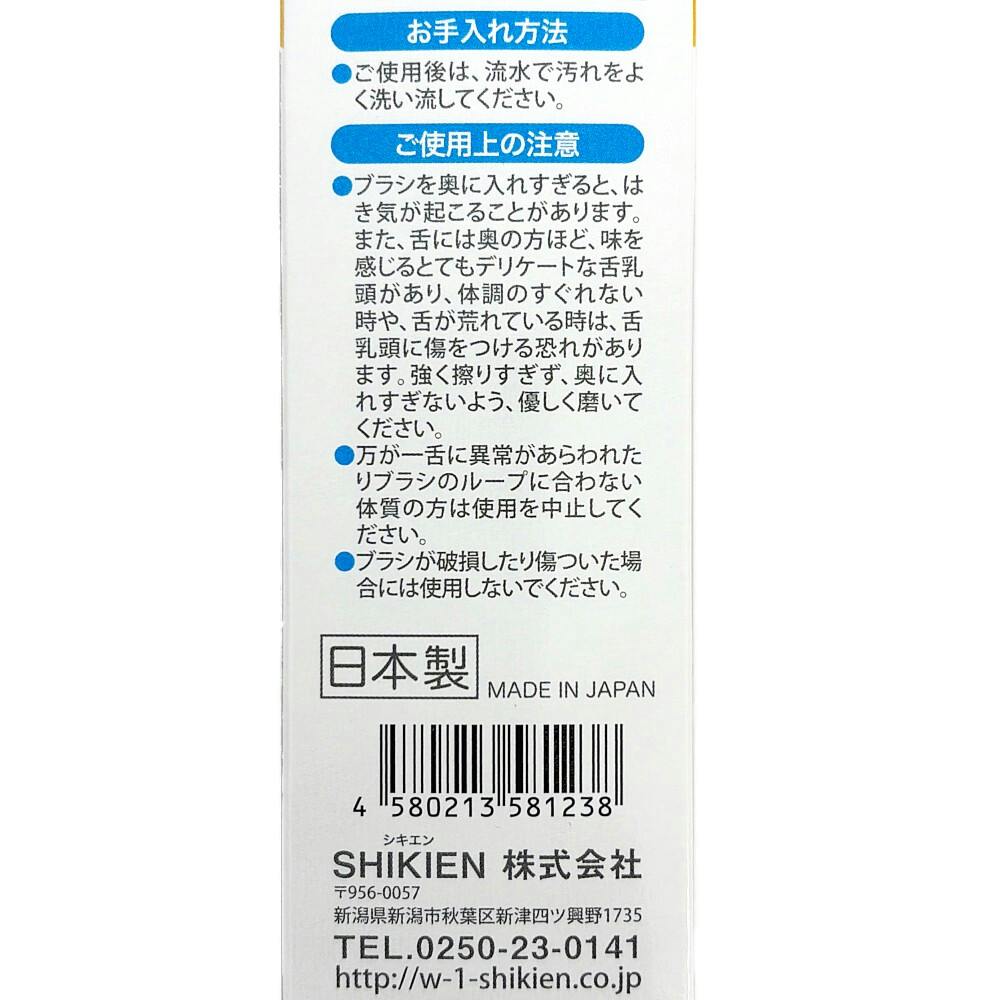 お手入れ方法
●ご使用後は、流水で汚れをよ
く洗い流してください。
ご使用上の注意
●ブラシを奥に入れすぎると、は
き気が起こることがあります。
また、舌には奥の方ほど、味を
感じるとてもデリケートな舌乳
頭があり、体調のすぐれない
時や、舌が荒れている時は、舌
乳頭に傷をつける恐れがあり
ます。強く擦りすぎず、奥に入
れすぎないよう、優しく磨いて
ください。
●万が一舌に異常があらわれた
りブラシのループに合わない
体質の方は使用を中止してく
ださい。
●ブラシが破損したり傷ついた場
合には使用しないでください。
日本製 MADE IN JAPAN
4 580213 581238
シキエン
SHIKIEN 株式会社
〒956-0057
新潟県新潟市秋葉区新津四ツ興野1735
TEL.0250-23-0141
http://w-1-shikien.co.jp